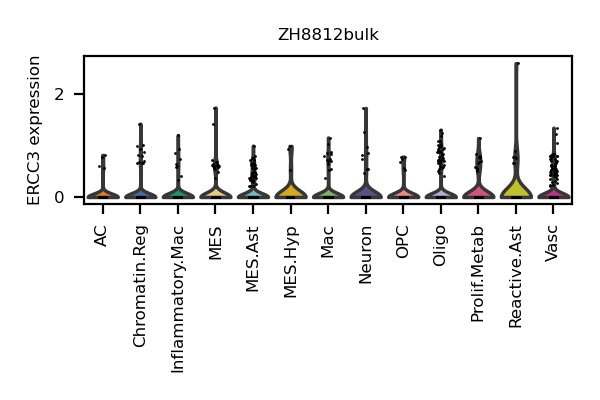 ZH8812bulk
ERCC3 expression
2
0
AC
Chromatin.Reg
Inflammatory.Mac
MES
MES.Ast
MES.Hyp
Mac
Neuron
OPC
Oligo
Prolif.Metab
Reactive.Ast
Vasc